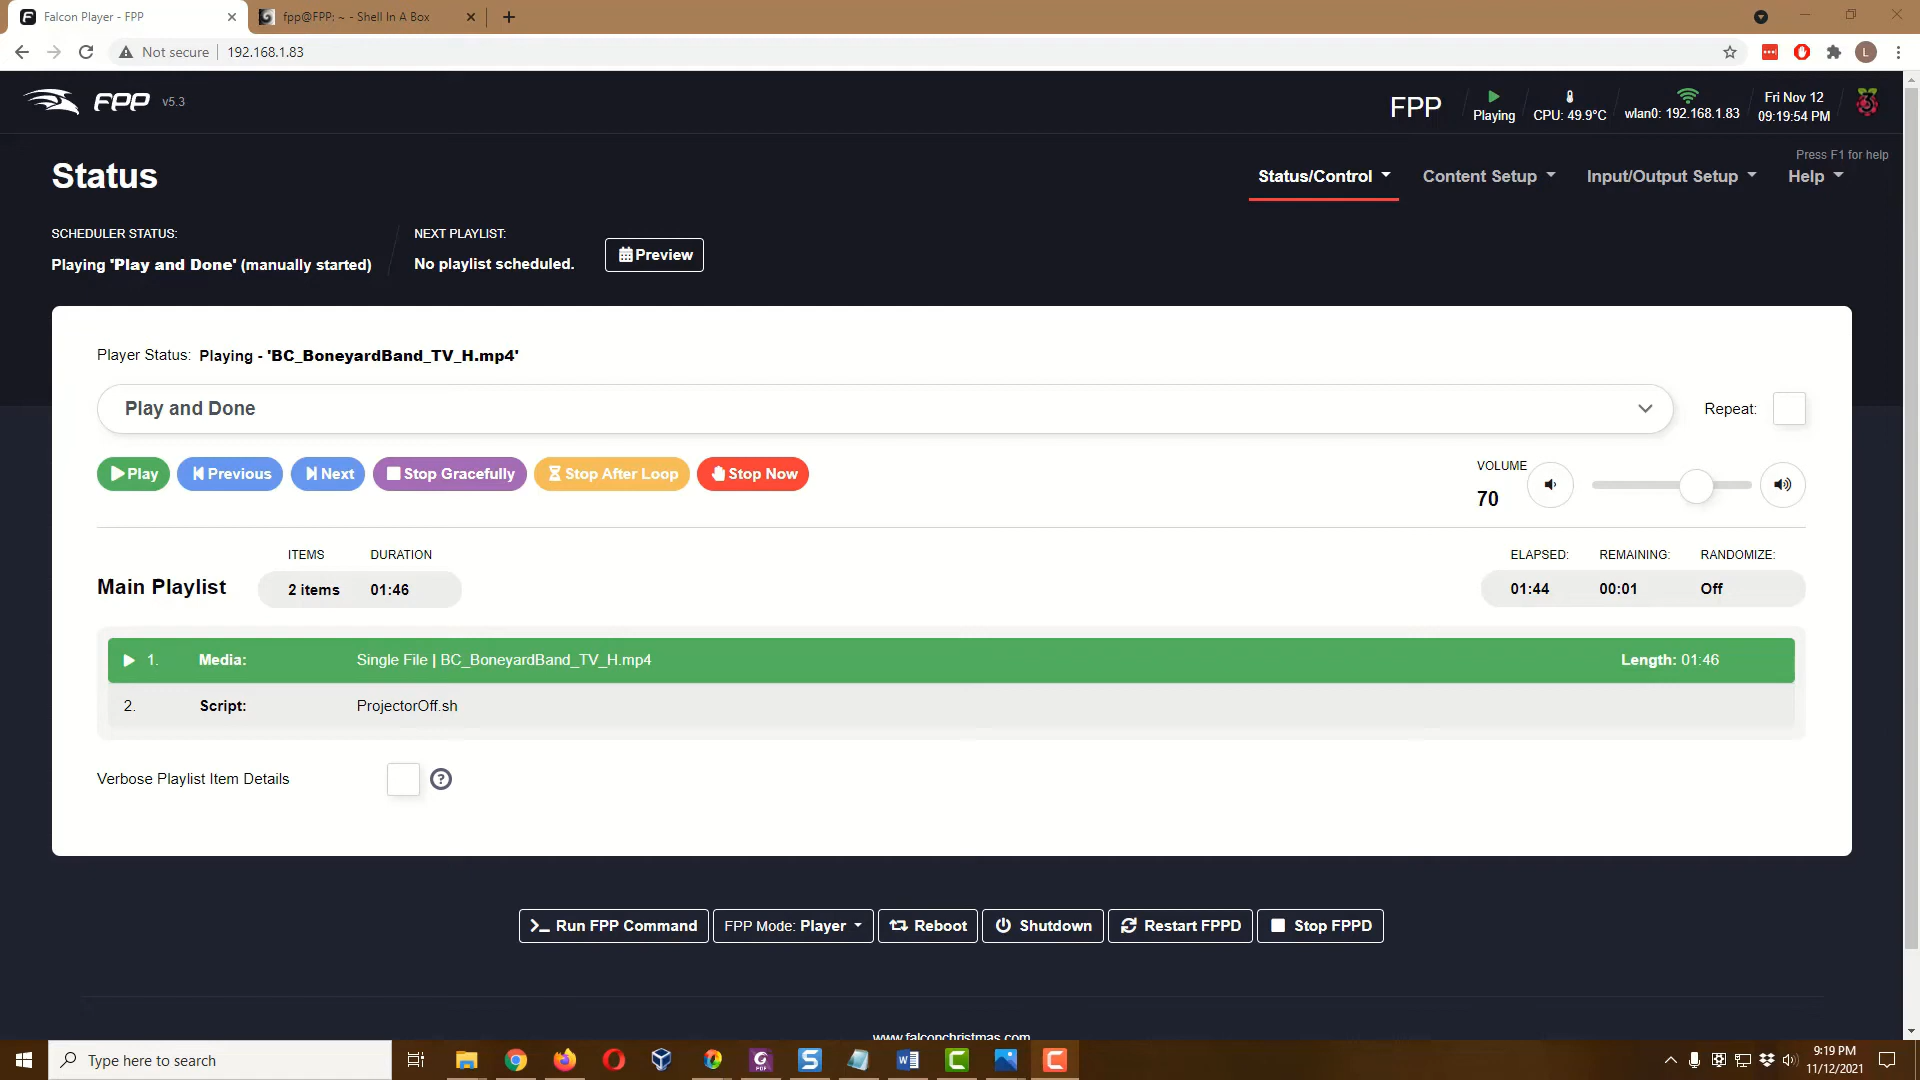 Falcon Player - FPP
fpp@FPP: ~ - Shell In A Box
Not secure
192.168.1.83
L
FPP v5.3
FPP
Playing
CPU: 49.9°C
wlan0: 192.168.1.83
Fri Nov 12
09:19:54 PM
Press F1 for help
Status
Status/Control
Content Setup
Input/Output Setup
Help
SCHEDULER STATUS:
Playing 'Play and Done' (manually started)
NEXT PLAYLIST:
No playlist scheduled.
Preview
Player Status: Playing - 'BC_BoneyardBand_TV_H.mp4'
Play and Done
Repeat:
Play
Previous
Next
Stop Gracefully
Stop After Loop
Stop Now
VOLUME
70
Main Playlist
ITEMS
2 items
DURATION
01:46
ELAPSED:
01:44
REMAINING:
00:01
RANDOMIZE:
Off
1. Media: Single File | BC_BoneyardBand_TV_H.mp4 Length: 01:46
2. Script: ProjectorOff.sh
Verbose Playlist Item Details
?
Run FPP Command
FPP Mode: Player
Reboot
Shutdown
Restart FPPD
Stop FPPD
www.falconchristmas.com
Type here to search
9:19 PM
11/12/2021